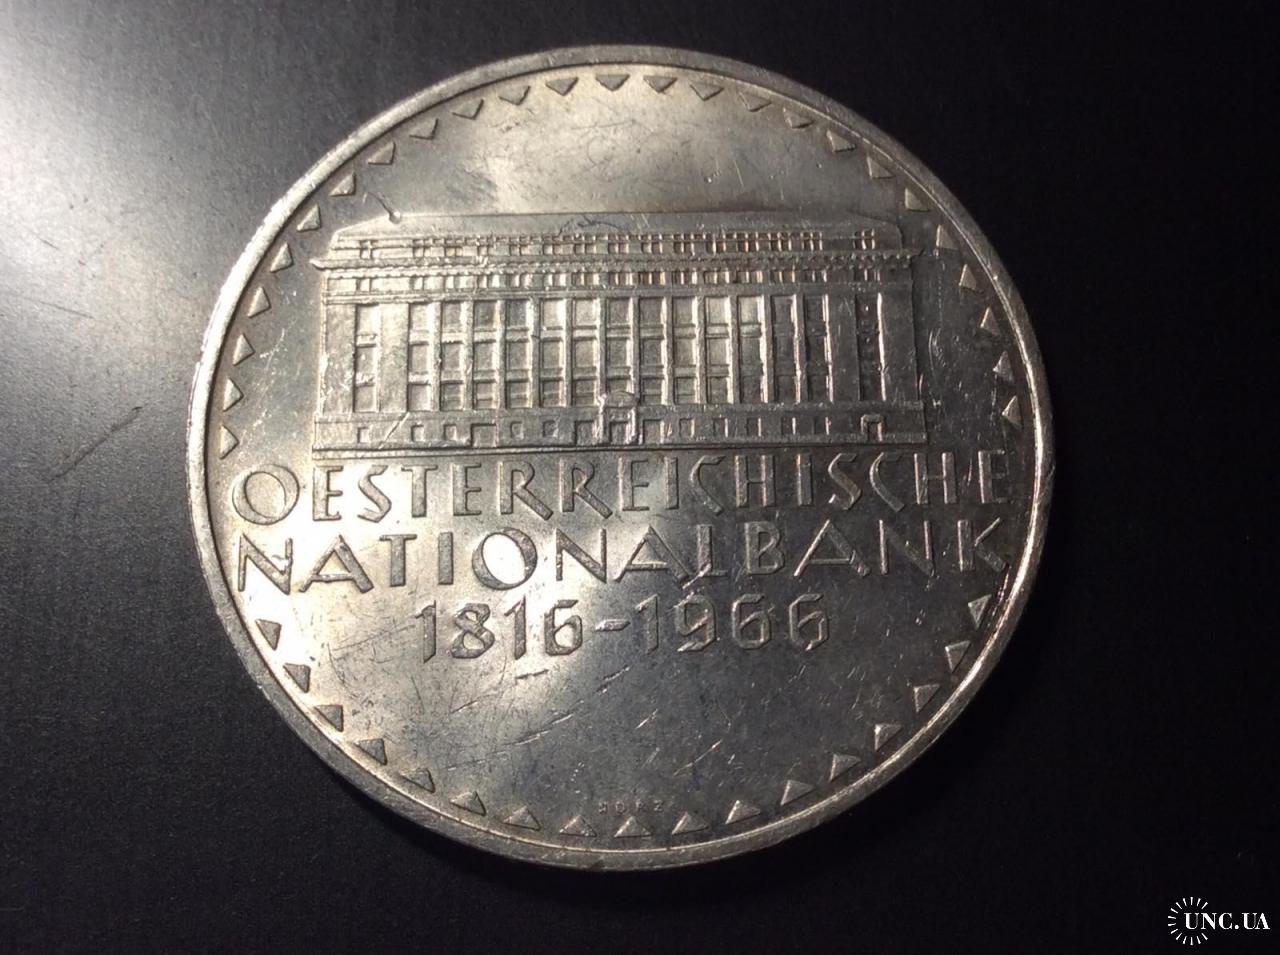 OESTERREICHISCHE
NATIONALBANK
1816-1966
UNC.UA